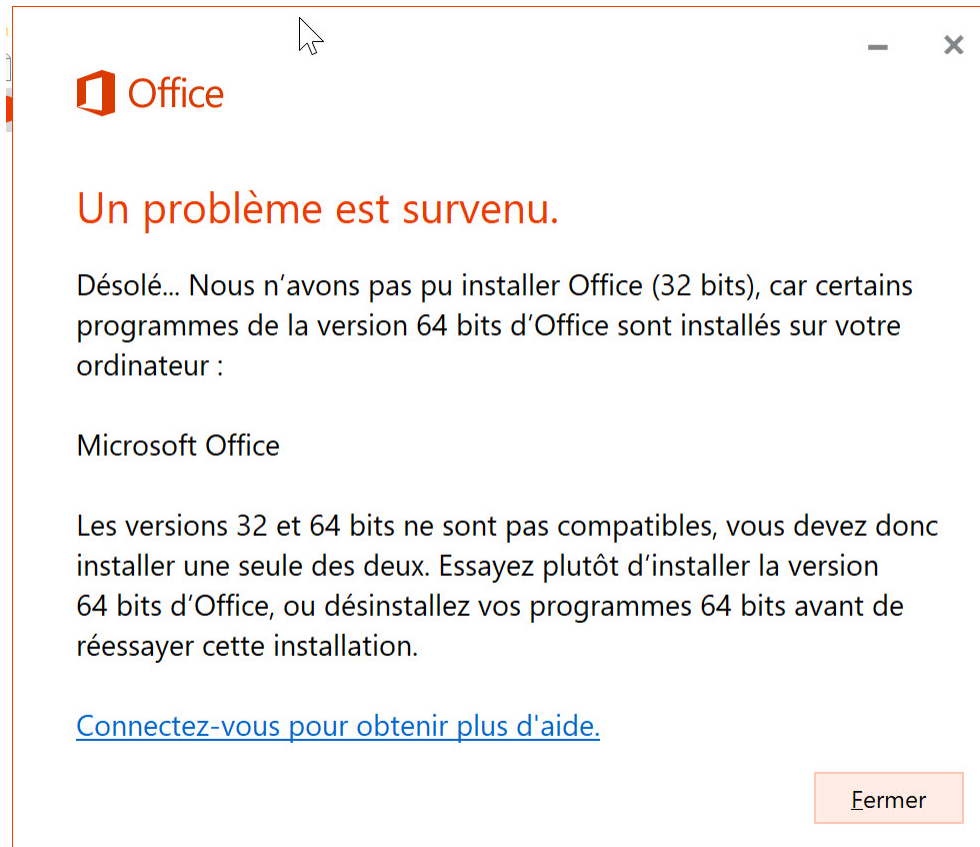 Office
Un problème est survenu.
Désolé... Nous n’avons pas pu installer Office (32 bits), car certains
programmes de la version 64 bits d’Office sont installés sur votre
ordinateur :
Microsoft Office
Les versions 32 et 64 bits ne sont pas compatibles, vous devez donc
installer une seule des deux. Essayez plutôt d’installer la version
64 bits d’Office, ou désinstallez vos programmes 64 bits avant de
réessayer cette installation.
Connectez-vous pour obtenir plus d'aide.
Fermer